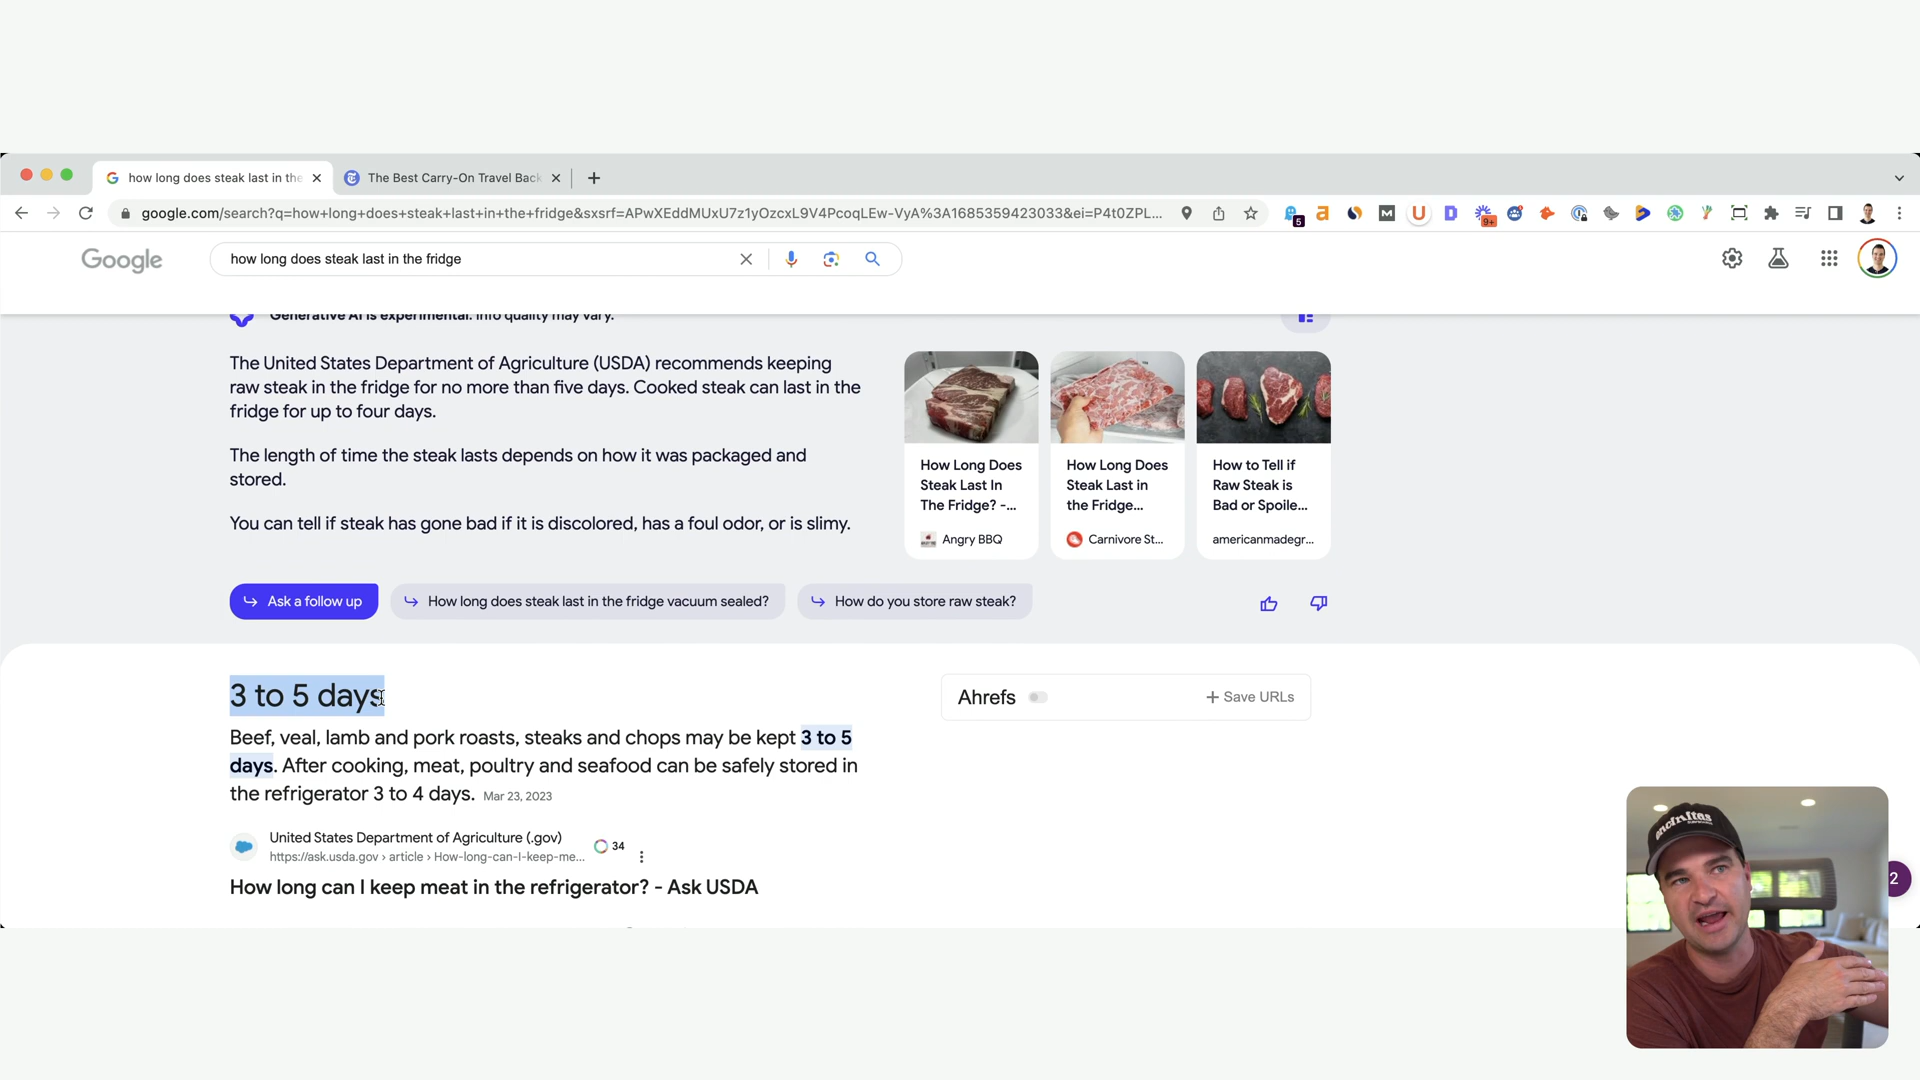 how long does steak last in the
The Best Carry-On Travel Back
google.com/search?q=how+long+does+steak+last+in+the+fridge&sxsrf=APwXEddMUxU7z1yOzcxL9V4PcoqLEw-VyA%3A1685359423033&ei=P4t0ZPL...
5
9+
Google
how long does steak last in the fridge
Generative AI is experimental. Info quality may vary.
The United States Department of Agriculture (USDA) recommends keeping
raw steak in the fridge for no more than five days. Cooked steak can last in the
fridge for up to four days.
The length of time the steak lasts depends on how it was packaged and
stored.
You can tell if steak has gone bad if it is discolored, has a foul odor, or is slimy.
How Long Does
Steak Last In
The Fridge? -...
Angry BBQ
How Long Does
Steak Last in
the Fridge...
Carnivore St...
How to Tell if
Raw Steak is
Bad or Spoile...
americanmadegr...
Ask a follow up
How long does steak last in the fridge vacuum sealed?
How do you store raw steak?
3 to 5 days
Ahrefs
+ Save URLs
Beef, veal, lamb and pork roasts, steaks and chops may be kept 3 to 5
days. After cooking, meat, poultry and seafood can be safely stored in
the refrigerator 3 to 4 days. Mar 23, 2023
United States Department of Agriculture (.gov)
34
https://ask.usda.gov › article › How-long-can-I-keep-me...
How long can I keep meat in the refrigerator? - Ask USDA
encinitas
2